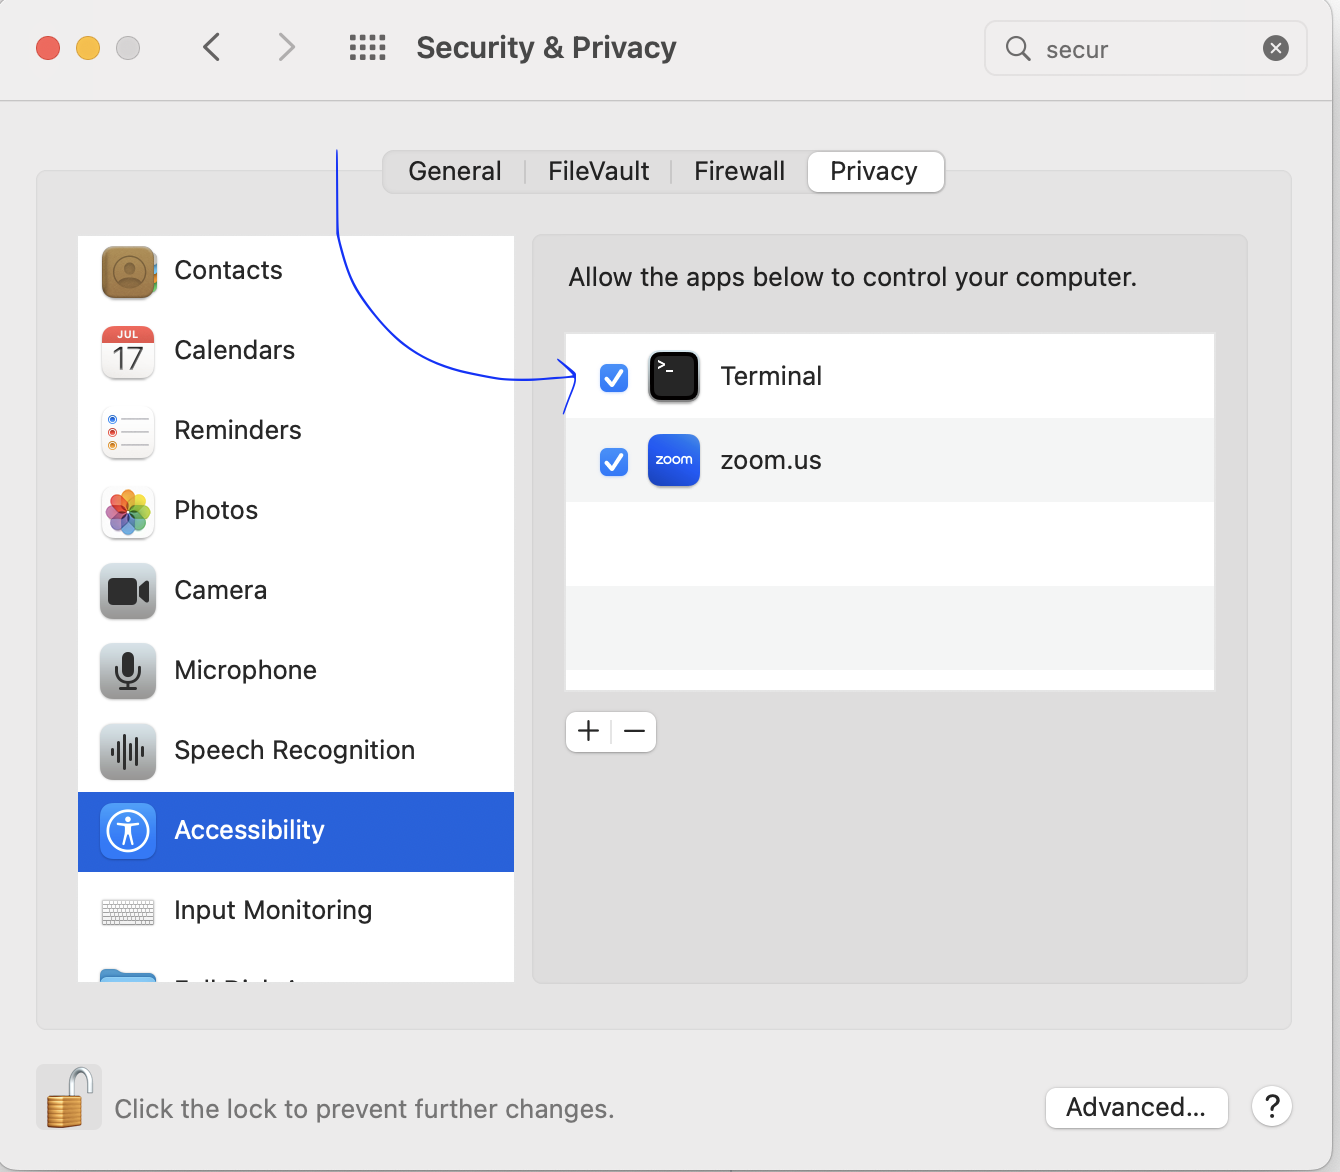 Security & Privacy
secur
General
FileVault
Firewall
Privacy
Contacts
JUL
17
Calendars
Reminders
Photos
Camera
Microphone
Speech Recognition
Accessibility
Input Monitoring
Allow the apps below to control your computer.
>_
Terminal
zoom
zoom.us
+
−
Click the lock to prevent further changes.
Advanced...
?